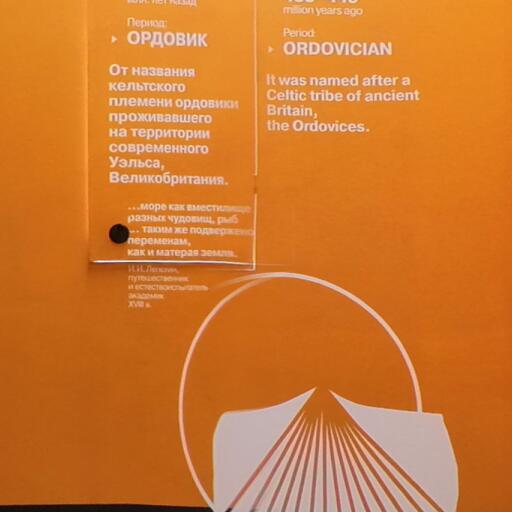 млн. лет назад
Период:
ОРДОВИК
От названия
кельтского
племени ордовики
проживавшего
на территории
современного
Уэльса,
Великобритания.
...море как вместилище
разных чудовищ, рыб
... таким же подвержено
переменам,
как и матерая земля.
И.И. Лепехин,
путешественник
и естествоиспытатель
академик
XVIII в.
million years ago
Period:
ORDOVICIAN
It was named after a
Celtic tribe of ancient
Britain,
the Ordovices.